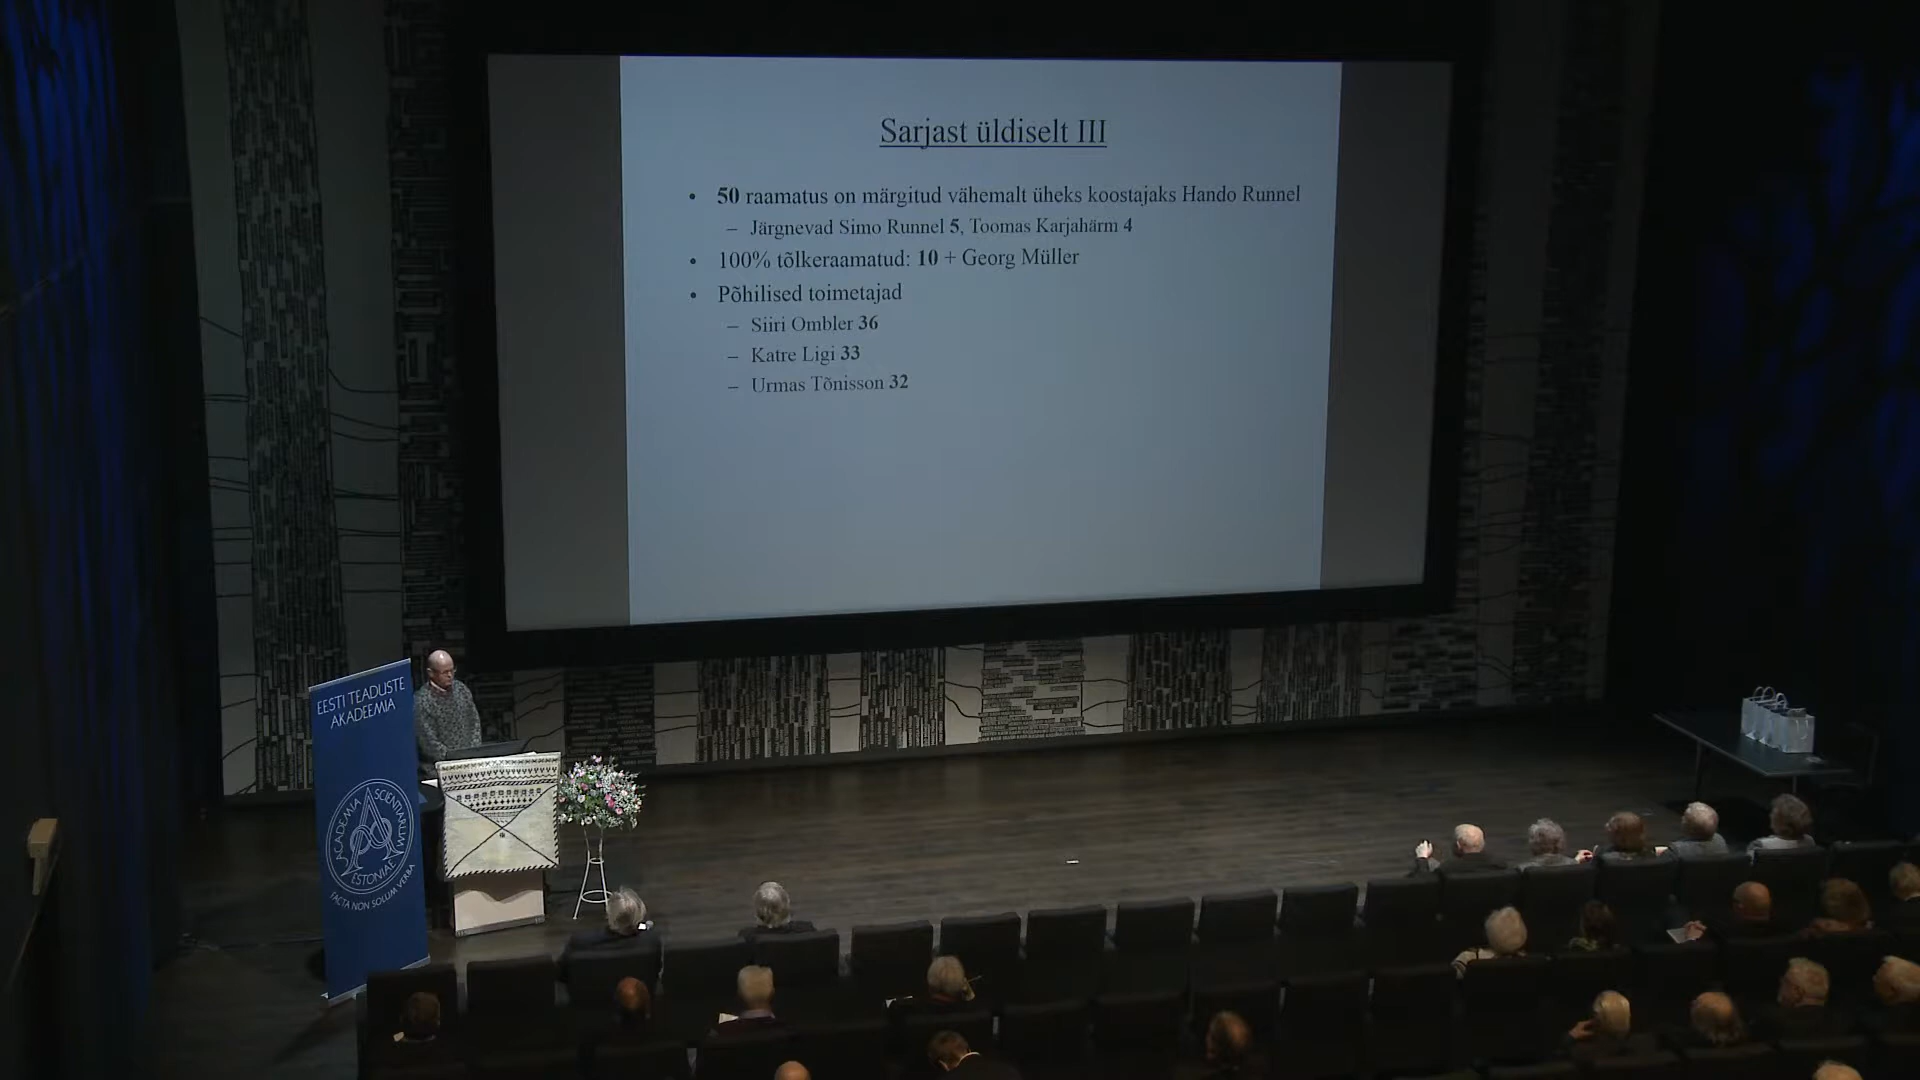 Sarjast üldiselt III
• 50 raamatus on märgitud vähemalt üheks koostajaks Hando Runnel
– Järgnevad Simo Runnel 5, Toomas Karjahärm 4
• 100% tõlkeraamatud: 10 + Georg Müller
• Põhilised toimetajad
– Siiri Ombler 36
– Katre Ligi 33
– Urmas Tõnisson 32
EESTI TEADUSTE
AKADEEMIA
ACADEMIA SCIENTIARUM ESTONIAE
FACTA NON SOLUM VERBA